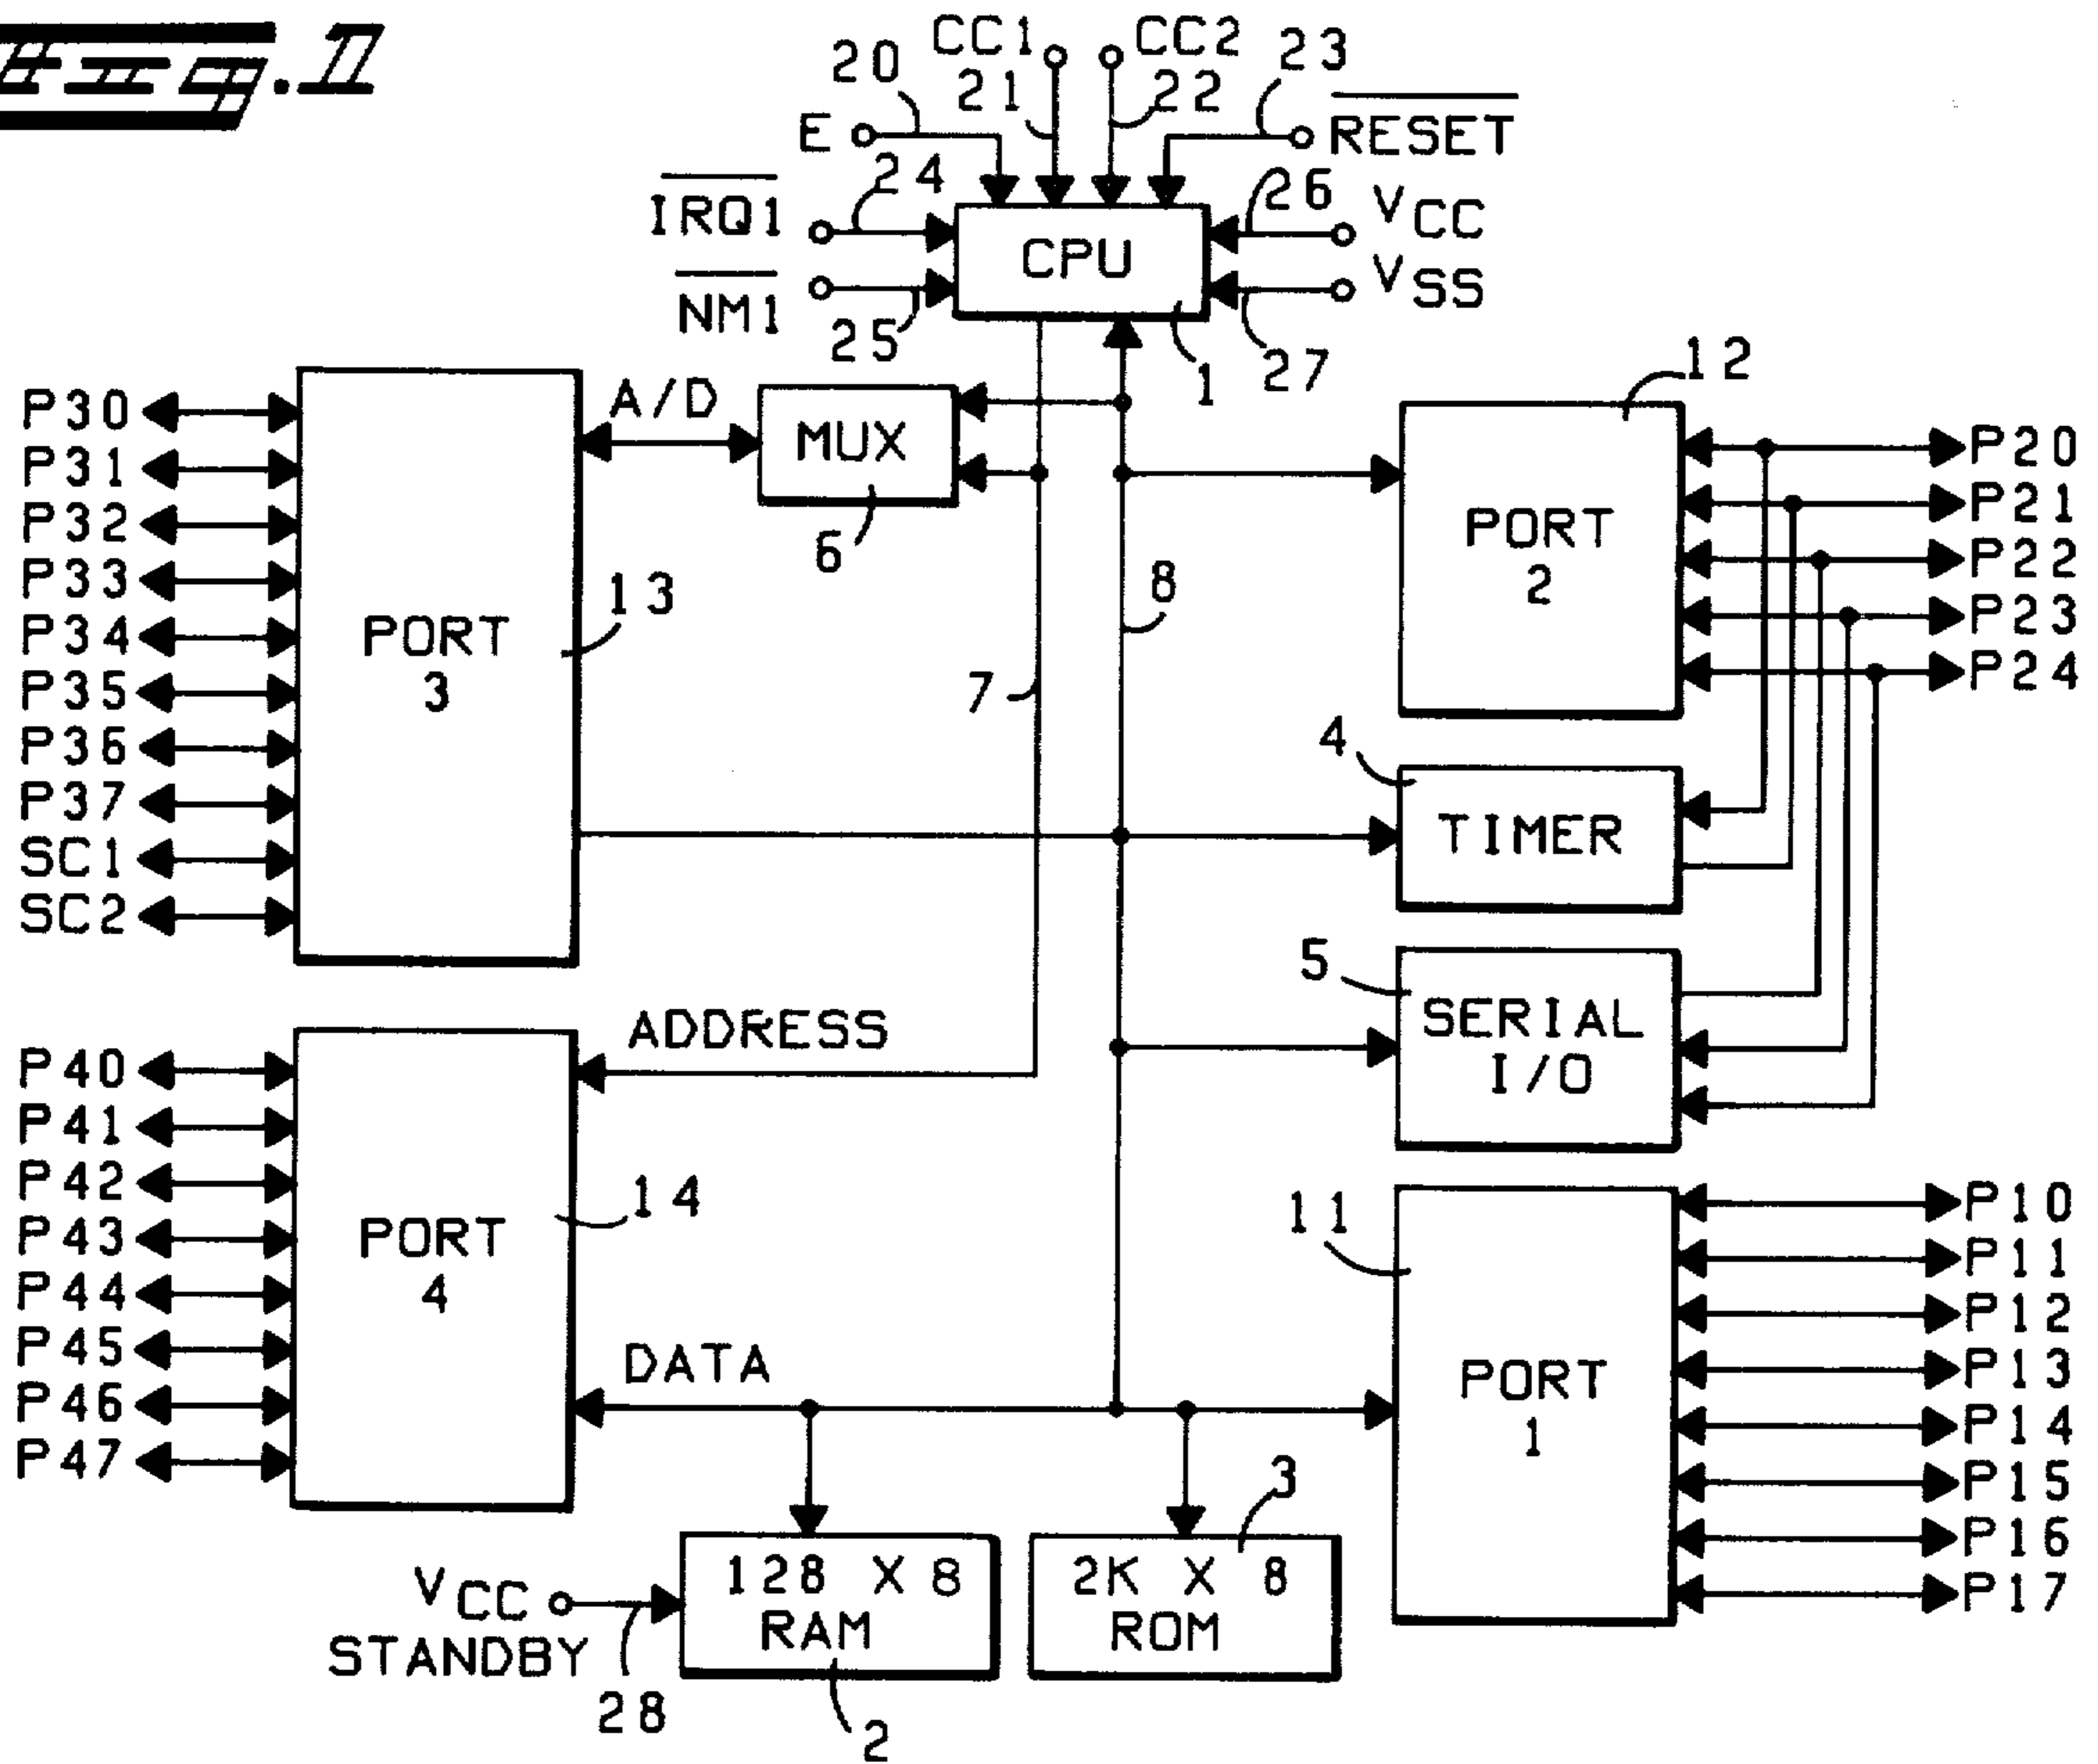 Fig. 1
CC1
CC2
20
21
22
23
E
RESET
24
26
IRQ1
VCC
CPU
NM1
VSS
25
1
27
12
P30
A/D
MUX
P20
P31
P21
P32
PORT
2
P22
6
P33
13
8
P23
P34
PORT
3
P24
P35
7
P36
4
P37
TIMER
SC1
SC2
5
ADDRESS
SERIAL
I/O
P40
P41
P42
14
11
P10
P43
PORT
4
P11
P44
P12
P45
DATA
PORT
1
P13
P46
P14
P47
3
P15
P16
VCC
STANDBY
128 X 8
RAM
2K X 8
ROM
P17
28
2